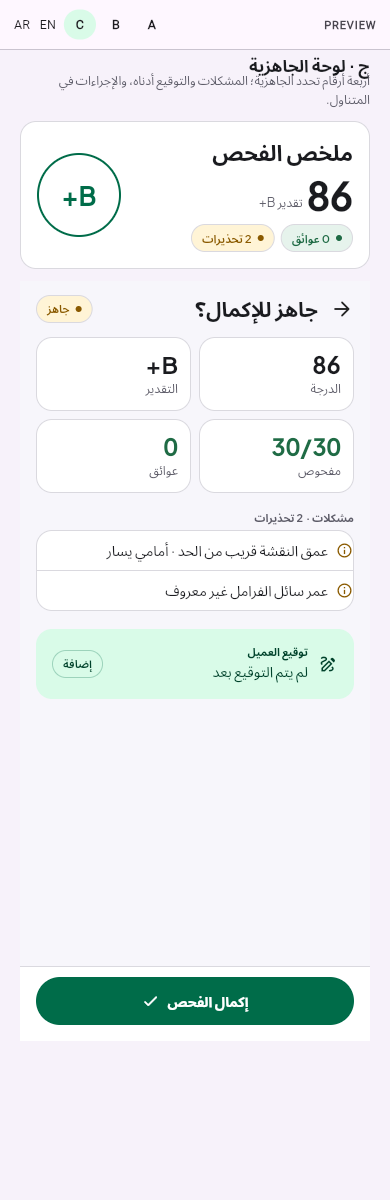 AR EN C B A PREVIEW
ج · لوحة الجاهزية
أربعة أرقام تحدد الجاهزية؛ المشكلات والتوقيع أدناه، والإجراءات في
المتناول.
ملخص الفحص
86 تقدير B+
0 عوائق
2 تحذيرات
B+
جاهز للإكمال؟
جاهز
86
الدرجة
B+
التقدير
30/30
مفحوص
0
عوائق
مشكلات · 2 تحذيرات
عمق النقشة قريب من الحد · أمامي يسار
عمر سائل الفرامل غير معروف
توقيع العميل
لم يتم التوقيع بعد
إضافة
إكمال الفحص